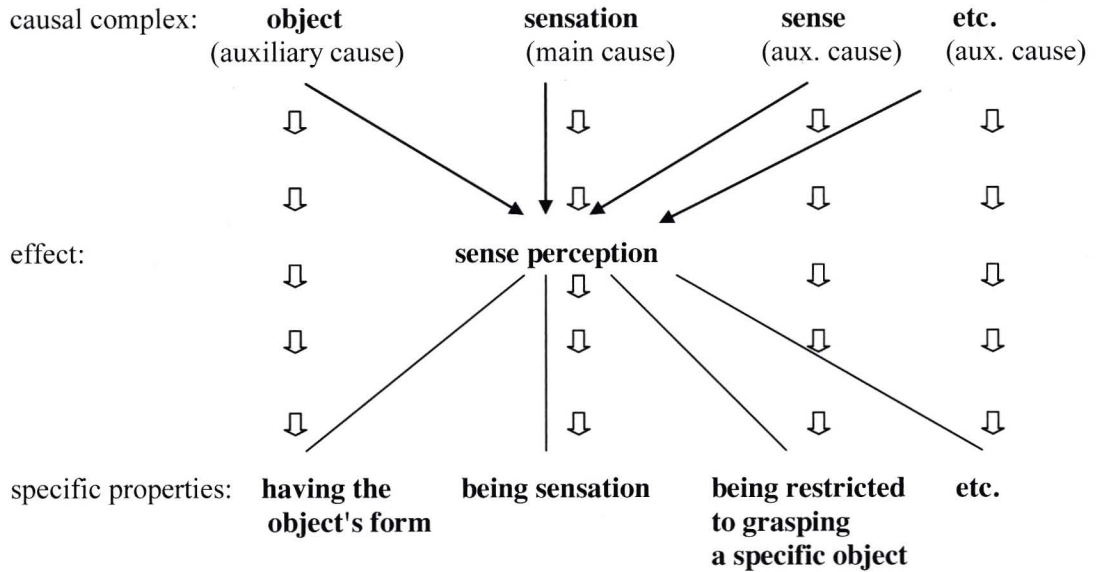 causal complex: object sensation sense etc.
(auxiliary cause) (main cause) (aux. cause) (aux. cause)
effect: sense perception
specific properties: having the being sensation being restricted etc.
object's form to grasping
a specific object